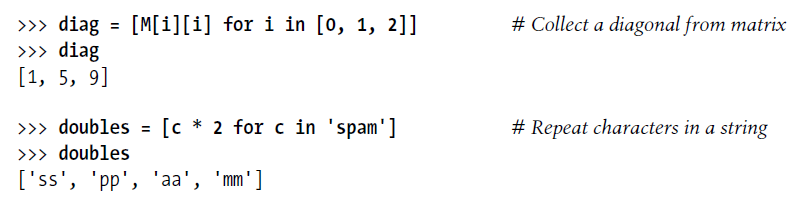 >>> diag = [M[i][i] for i in [0, 1, 2]] # Collect a diagonal from matrix
>>> diag
[1, 5, 9]
>>> doubles = [c * 2 for c in 'spam'] # Repeat characters in a string
>>> doubles
['ss', 'pp', 'aa', 'mm']